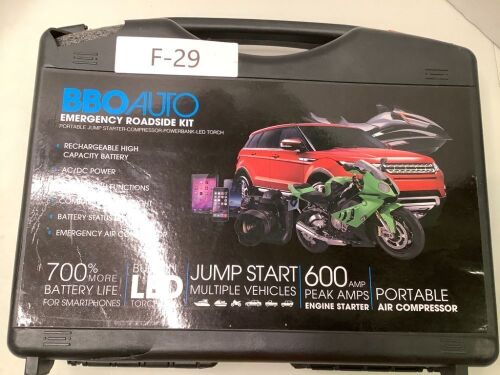 F-29
BBOAUTO
EMERGENCY ROADSIDE KIT
PORTABLE JUMP STARTER-COMPRESSOR-POWERBANK-LED TORCH
• RECHARGEABLE HIGH
CAPACITY BATTERY
• AC/DC POWER
FUNCTIONS
• BATTERY STATUS
• EMERGENCY AIR
700% MORE
BATTERY LIFE
FOR SMARTPHONES
LED
TORCH
JUMP START
MULTIPLE VEHICLES
600 AMP
PEAK AMPS
ENGINE STARTER
PORTABLE
AIR COMPRESSOR